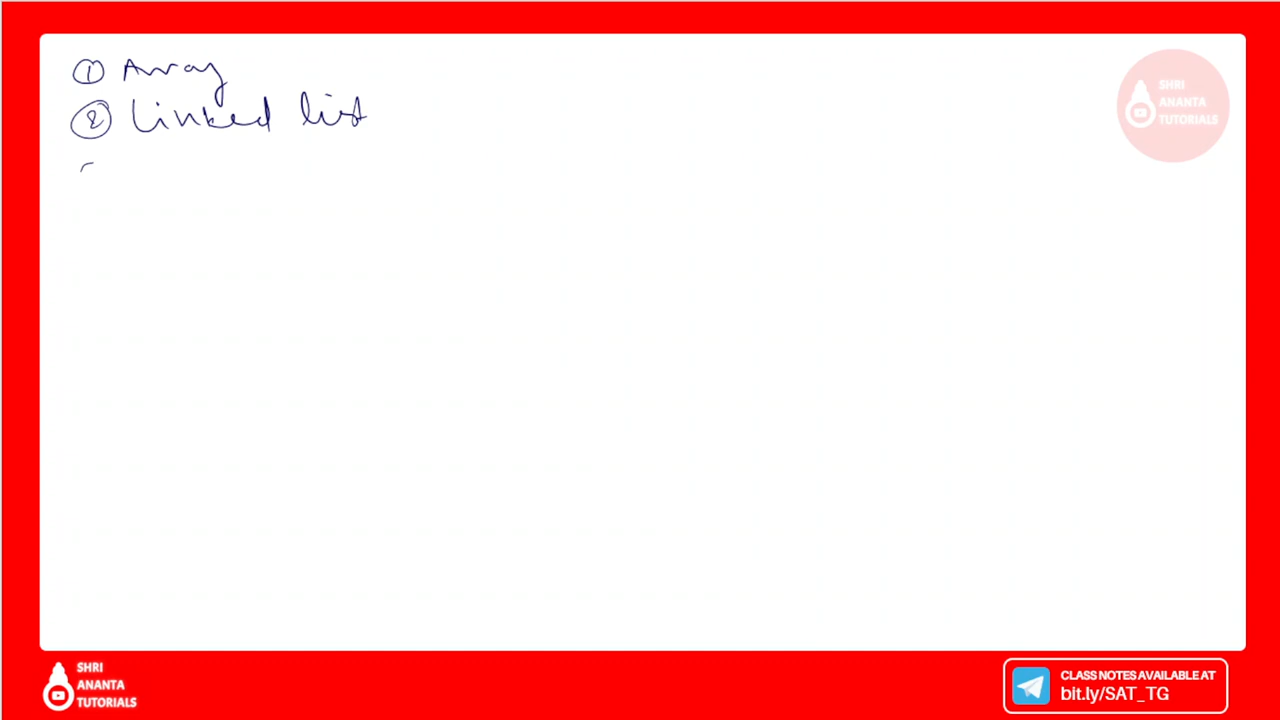 ① Array
② Linked list
SHRI
ANANTA
TUTORIALS
SHRI
ANANTA
TUTORIALS
CLASS NOTES AVAILABLE AT
bit.ly/SAT_TG